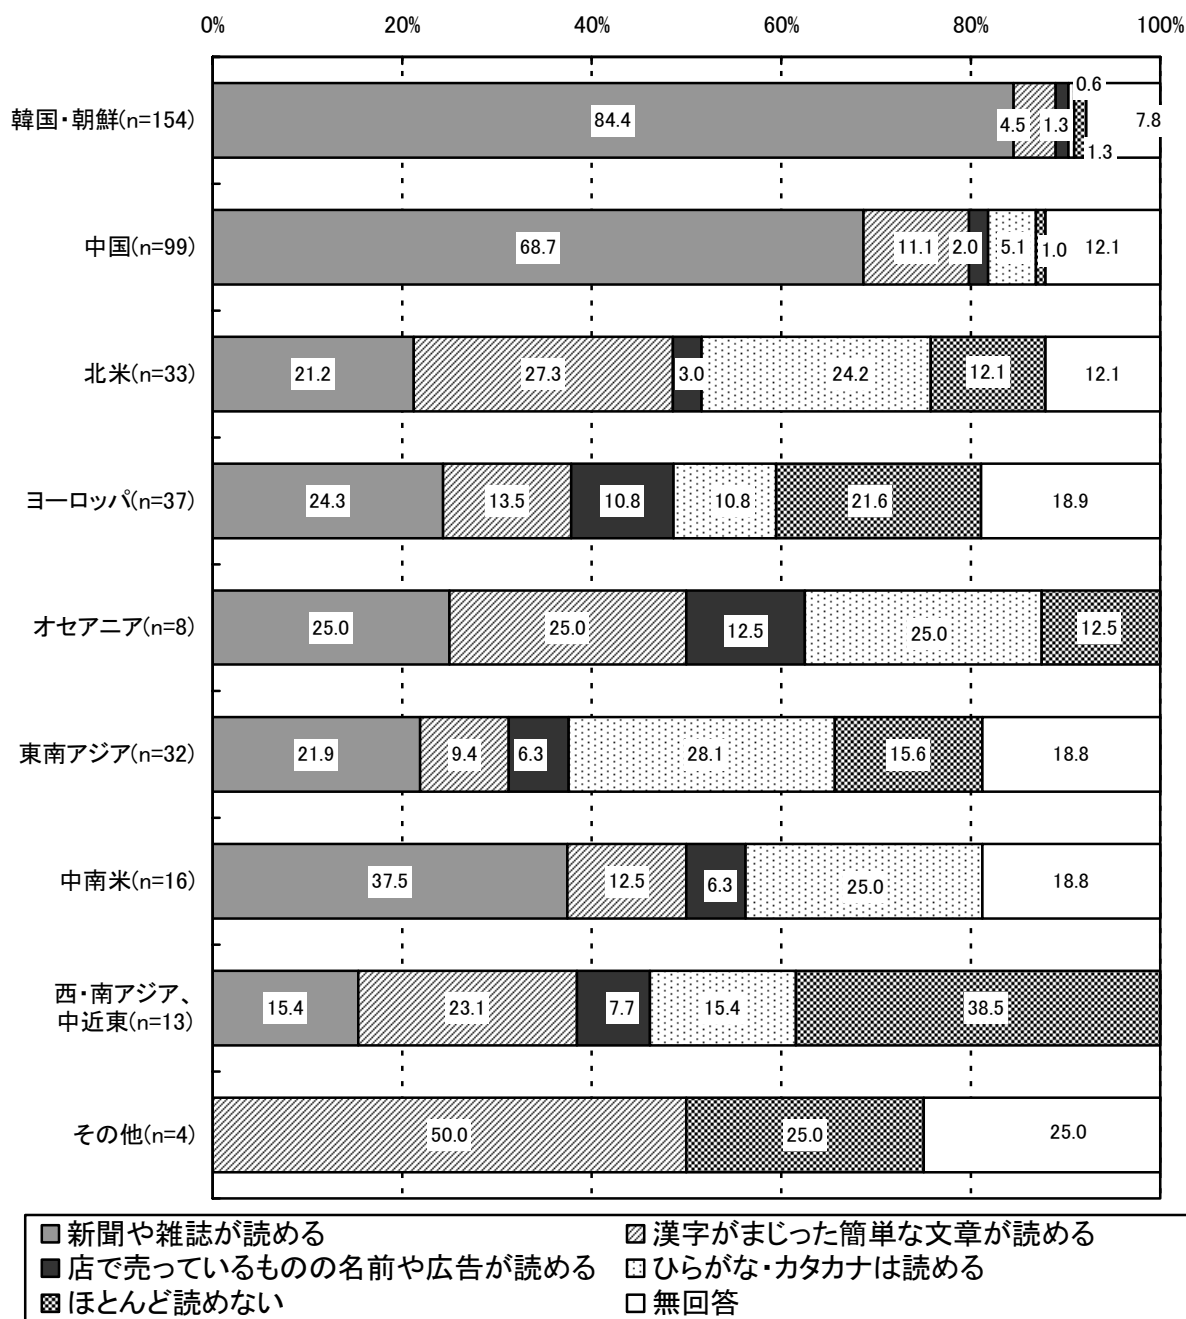 0% 20% 40% 60% 80% 100%
韓国・朝鮮(n=154) 84.4 4.5 1.3 0.6 1.3 7.8
中国(n=99) 68.7 11.1 2.0 5.1 1.0 12.1
北米(n=33) 21.2 27.3 3.0 24.2 12.1 12.1
ヨーロッパ(n=37) 24.3 13.5 10.8 10.8 21.6 18.9
オセアニア(n=8) 25.0 25.0 12.5 25.0 12.5
東南アジア(n=32) 21.9 9.4 6.3 28.1 15.6 18.8
中南米(n=16) 37.5 12.5 6.3 25.0 18.8
西・南アジア、
中近東(n=13) 15.4 23.1 7.7 15.4 38.5
その他(n=4) 50.0 25.0 25.0
新聞や雑誌が読める 漢字がまじった簡単な文章が読める
店で売っているものの名前や広告が読める ひらがな・カタカナは読める
ほとんど読めない 無回答